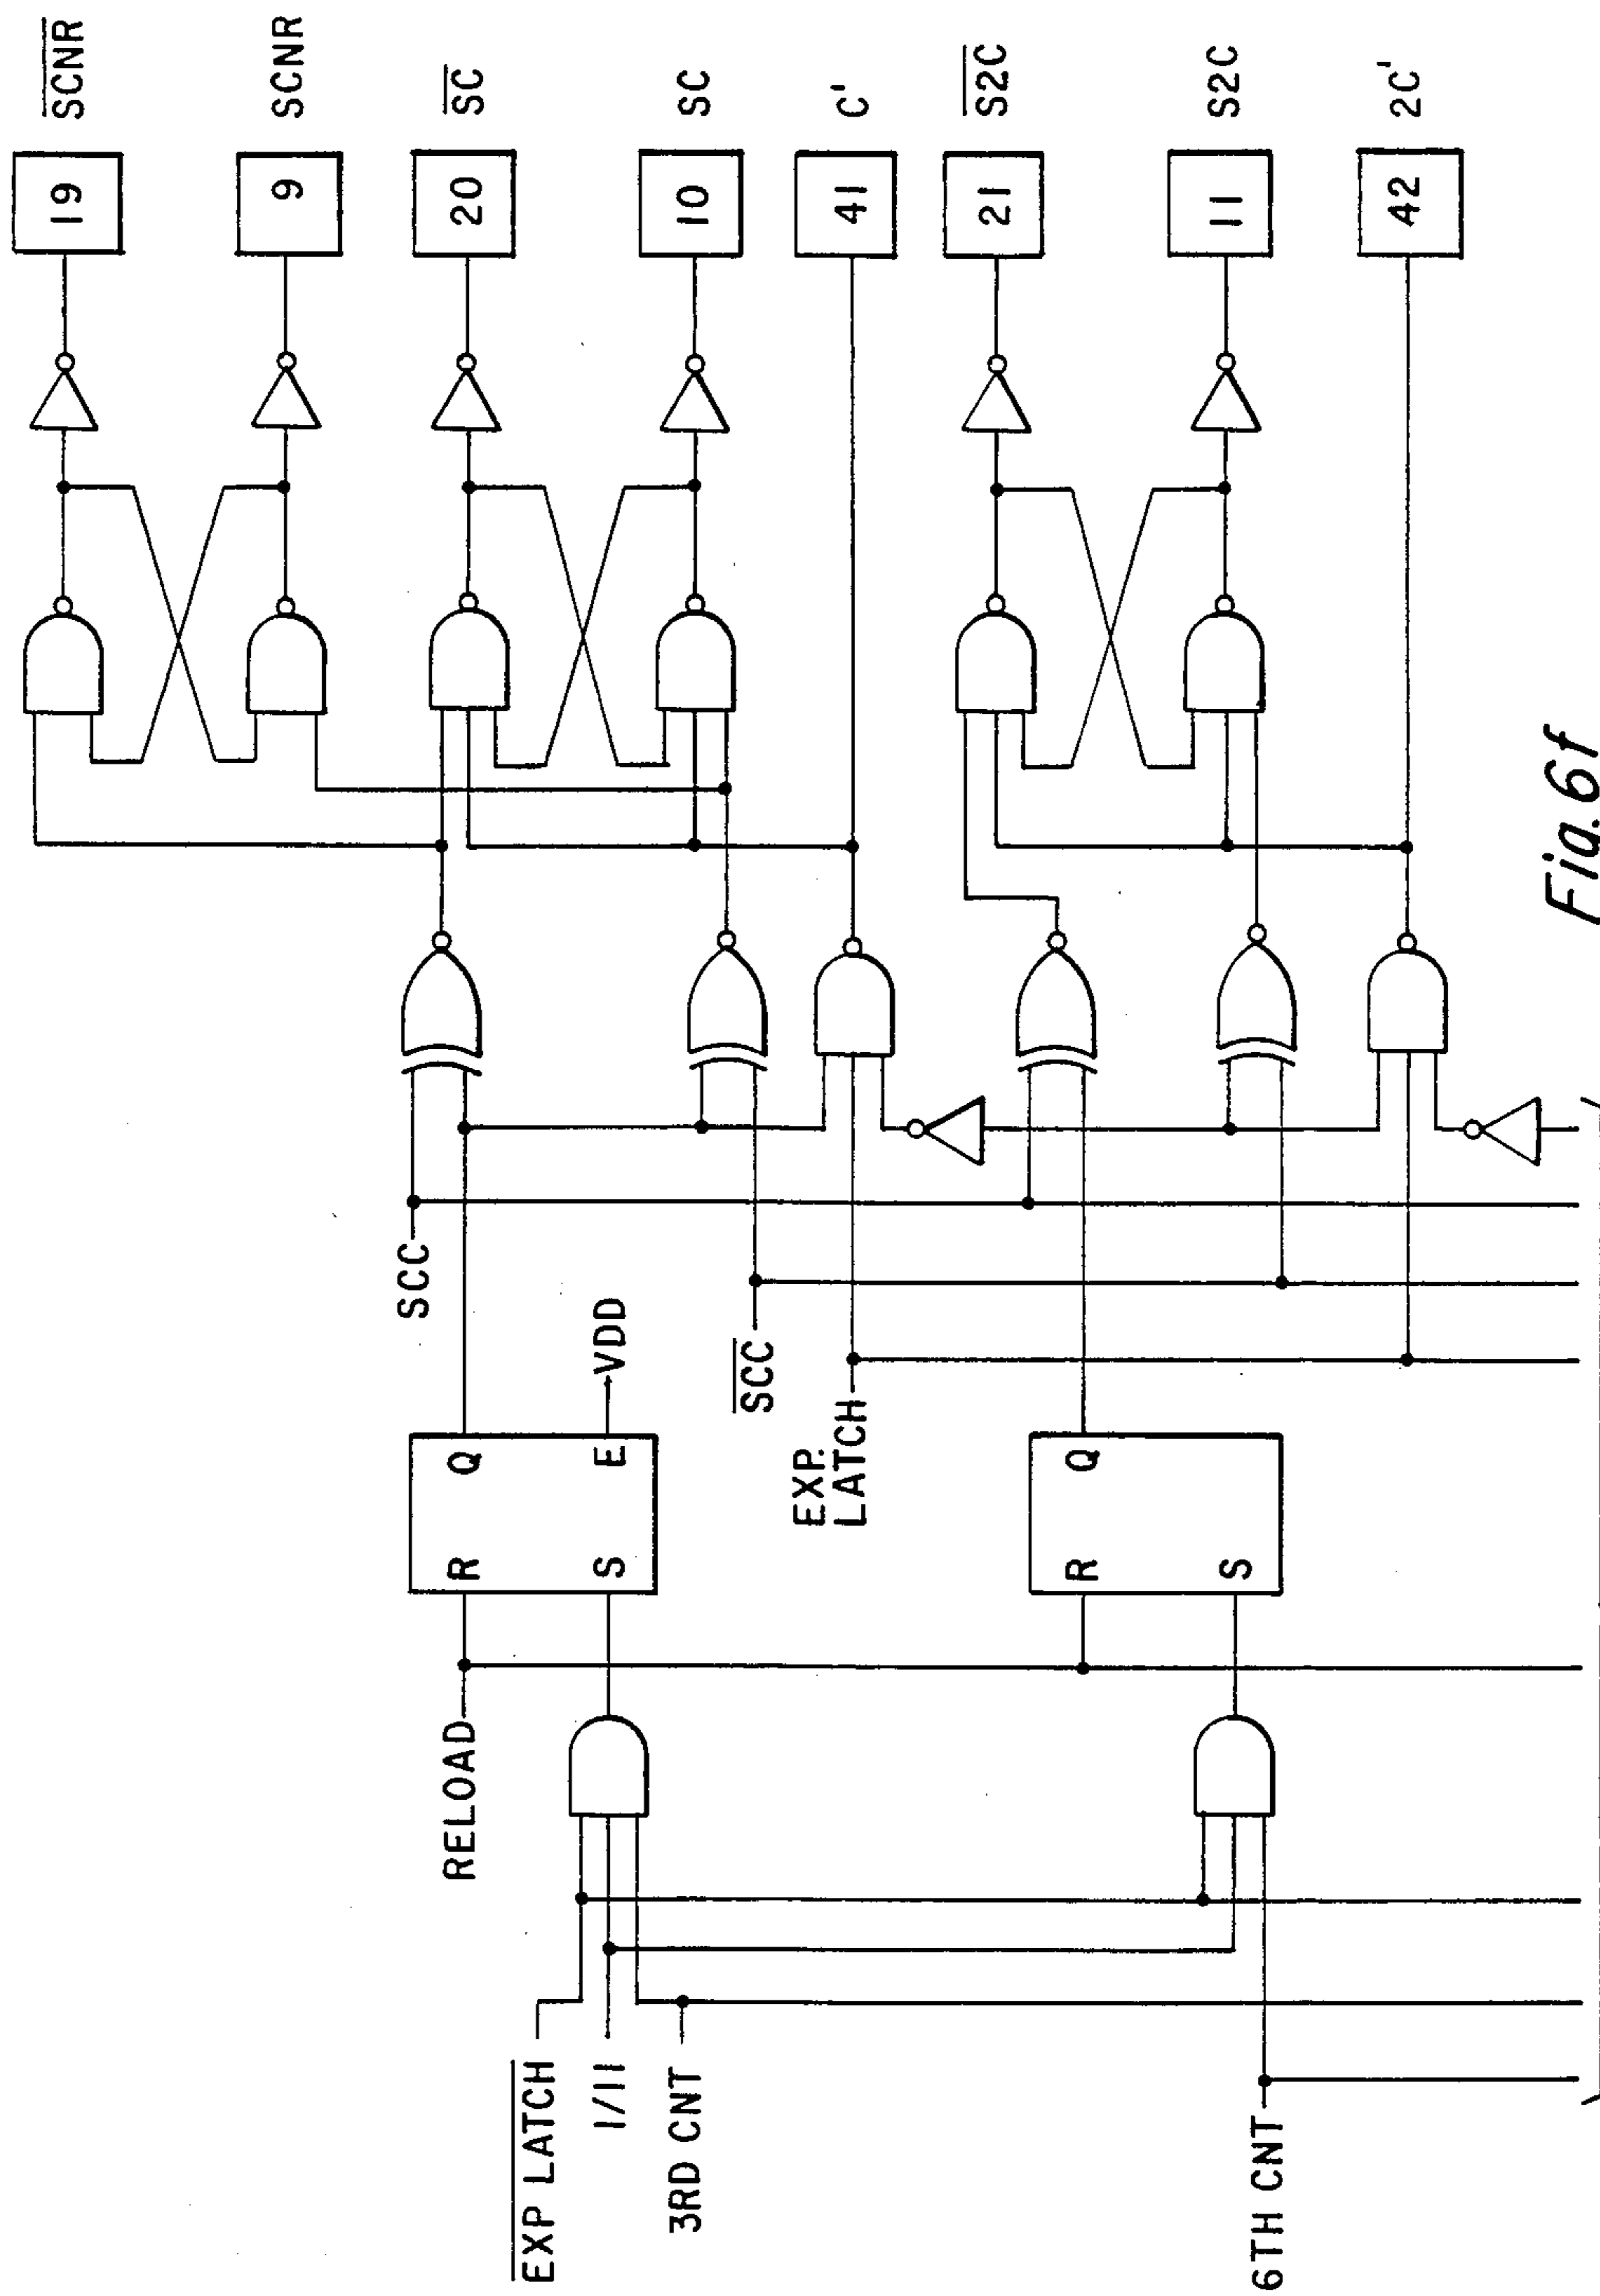 EXP LATCH
1/11
3RD CNT
6TH CNT
RELOAD
R
Q
S
E
VDD
EXP.
LATCH
R
Q
S
SCC
SCC
19
SCNR
9
SCNR
20
SC
10
SC
41
C'
21
S2C
11
S2C
42
2C'
Fig. 6f